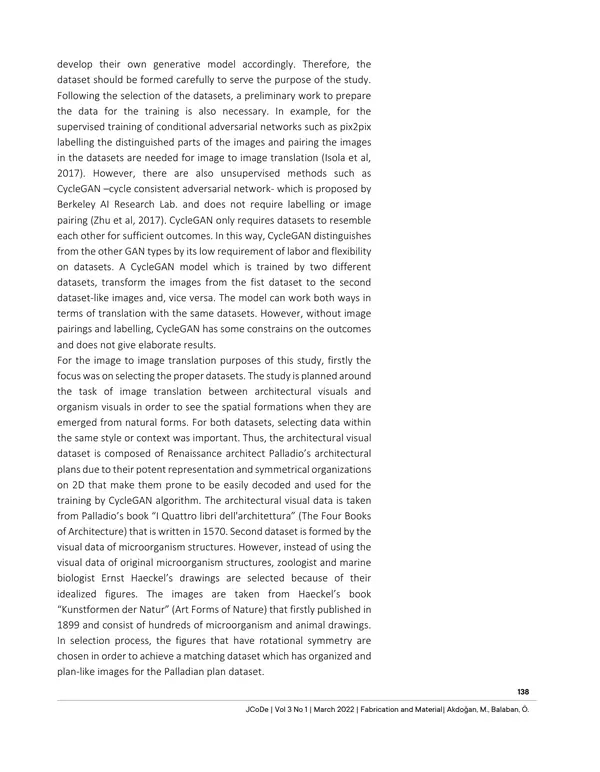 develop their own generative model accordingly. Therefore, the
dataset should be formed carefully to serve the purpose of the study.
Following the selection of the datasets, a preliminary work to prepare
the data for the training is also necessary. In example, for the
supervised training of conditional adversarial networks such as pix2pix
labelling the distinguished parts of the images and pairing the images
in the datasets are needed for image to image translation (Isola et al,
2017). However, there are also unsupervised methods such as
CycleGAN –cycle consistent adversarial network- which is proposed by
Berkeley AI Research Lab. and does not require labelling or image
pairing (Zhu et al, 2017). CycleGAN only requires datasets to resemble
each other for sufficient outcomes. In this way, CycleGAN distinguishes
from the other GAN types by its low requirement of labor and flexibility
on datasets. A CycleGAN model which is trained by two different
datasets, transform the images from the fist dataset to the second
dataset-like images and, vice versa. The model can work both ways in
terms of translation with the same datasets. However, without image
pairings and labelling, CycleGAN has some constrains on the outcomes
and does not give elaborate results.
For the image to image translation purposes of this study, firstly the
focus was on selecting the proper datasets. The study is planned around
the task of image translation between architectural visuals and
organism visuals in order to see the spatial formations when they are
emerged from natural forms. For both datasets, selecting data within
the same style or context was important. Thus, the architectural visual
dataset is composed of Renaissance architect Palladio's architectural
plans due to their potent representation and symmetrical organizations
on 2D that make them prone to be easily decoded and used for the
training by CycleGAN algorithm. The architectural visual data is taken
from Palladio's book "I Quattro libri dell'architettura" (The Four Books
of Architecture) that is written in 1570. Second dataset is formed by the
visual data of microorganism structures. However, instead of using the
visual data of original microorganism structures, zoologist and marine
biologist Ernst Haeckel's drawings are selected because of their
idealized figures. The images are taken from Haeckel's book
"Kunstformen der Natur" (Art Forms of Nature) that firstly published in
1899 and consist of hundreds of microorganism and animal drawings.
In selection process, the figures that have rotational symmetry are
chosen in order to achieve a matching dataset which has organized and
plan-like images for the Palladian plan dataset.
138
JCoDe | Vol 3 No 1 | March 2022 | Fabrication and Material| Akdoğan, M., Balaban, Ö.